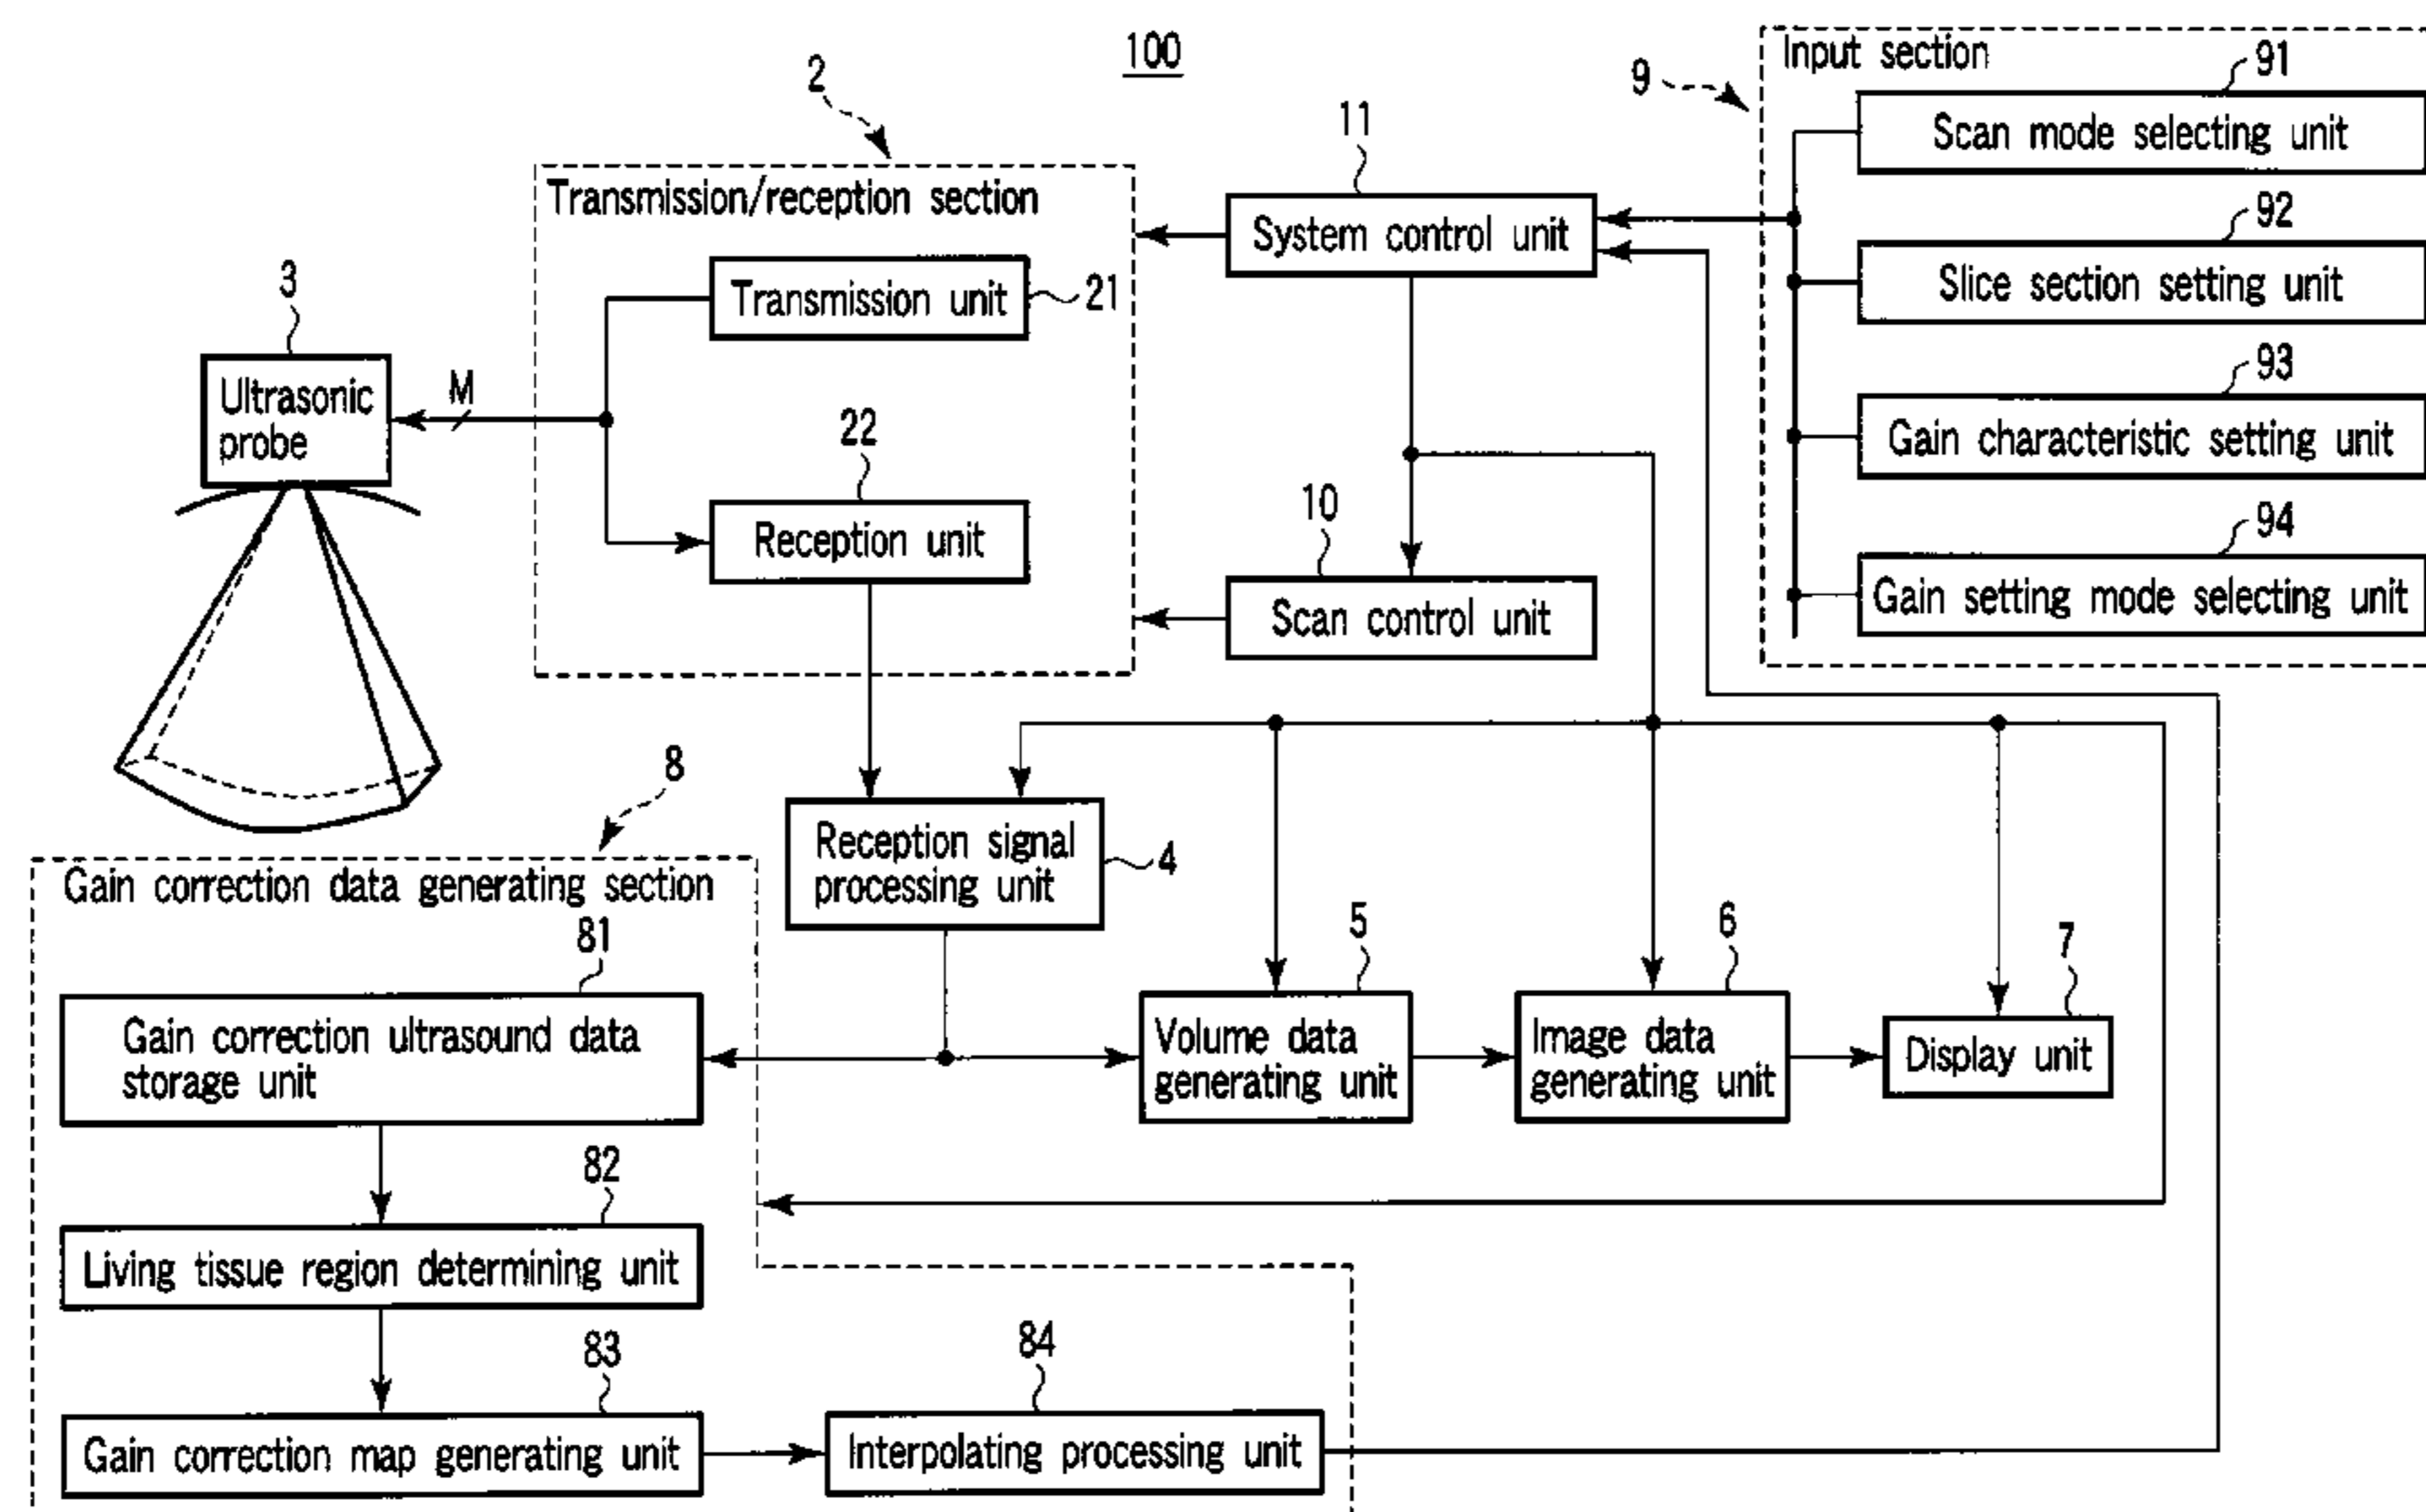 100
2
Transmission/reception section
Transmission unit
21
22
Reception unit
3
Ultrasonic
probe
M
11
System control unit
10
Scan control unit
9
Input section
91
Scan mode selecting unit
92
Slice section setting unit
93
Gain characteristic setting unit
94
Gain setting mode selecting unit
Reception signal
processing unit
4
5
Volume data
generating unit
6
Image data
generating unit
7
Display unit
8
Gain correction data generating section
81
Gain correction ultrasound data
storage unit
82
Living tissue region determining unit
83
Gain correction map generating unit
84
Interpolating processing unit